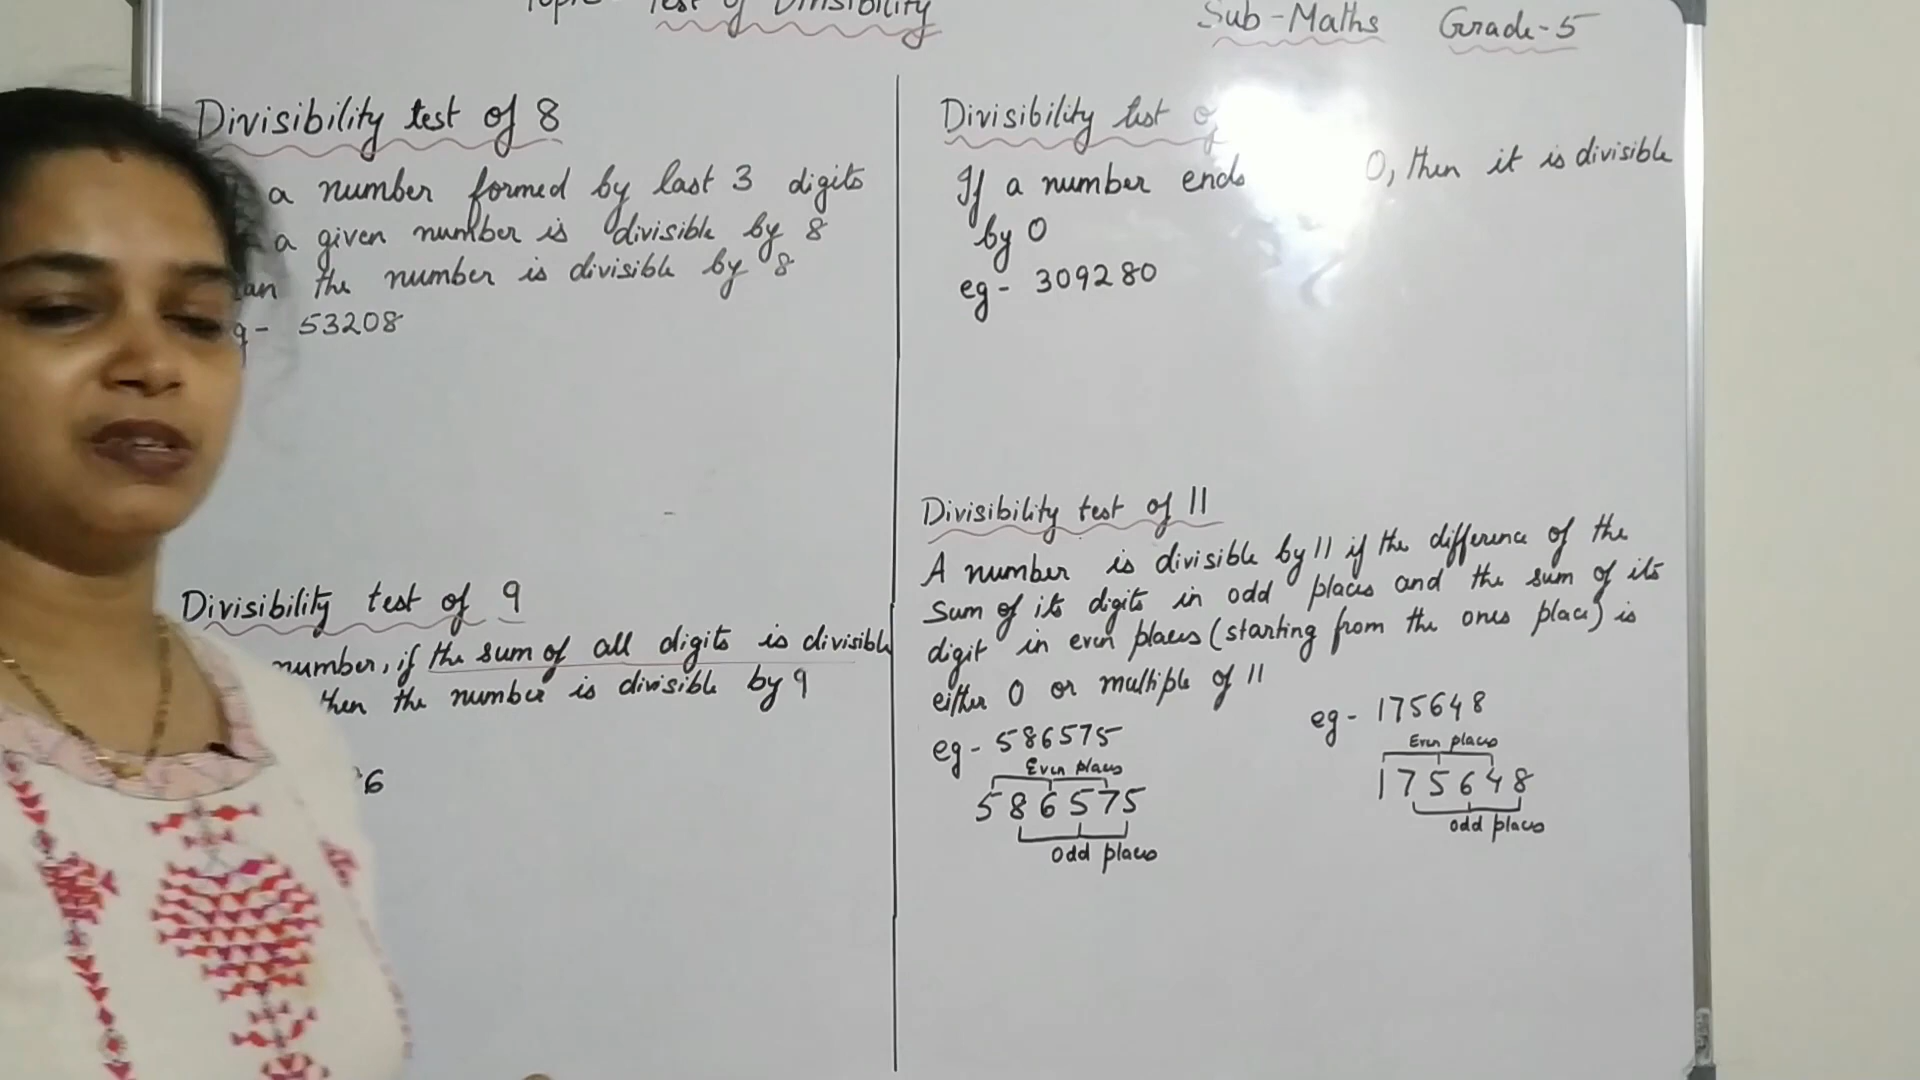 Topic - Test of Divisibility
Sub-Maths Grade-5
Divisibility test of 8
a number formed by last 3 digits
a given number is divisible by 8
the number is divisible by 8
53208
Divisibility test of 9
number, if the sum of all digits is divisible
then the number is divisible by 9
6
Divisibility test of
If a number ends 0, then it is divisible
by 0
eg - 309280
Divisibility test of 11
A number is divisible by 11 if the difference of the
sum of its digits in odd places and the sum of its
digit in even places (starting from the ones place) is
either 0 or multiple of 11
eg - 586575
Even places
586575
odd places
eg - 175648
Even places
175648
odd places